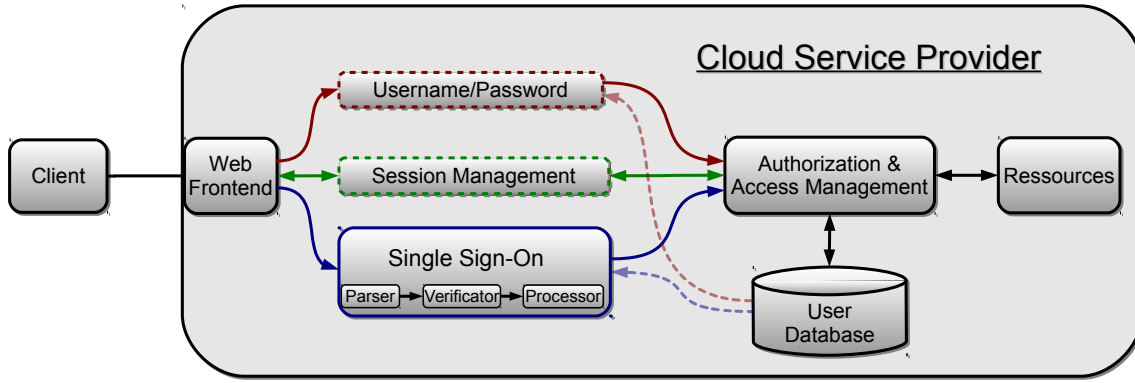 Cloud Service Provider
Client
Web
Frontend
Username/Password
Session Management
Single Sign-On
Parser
Verificator
Processor
Authorization &
Access Management
Ressources
User
Database